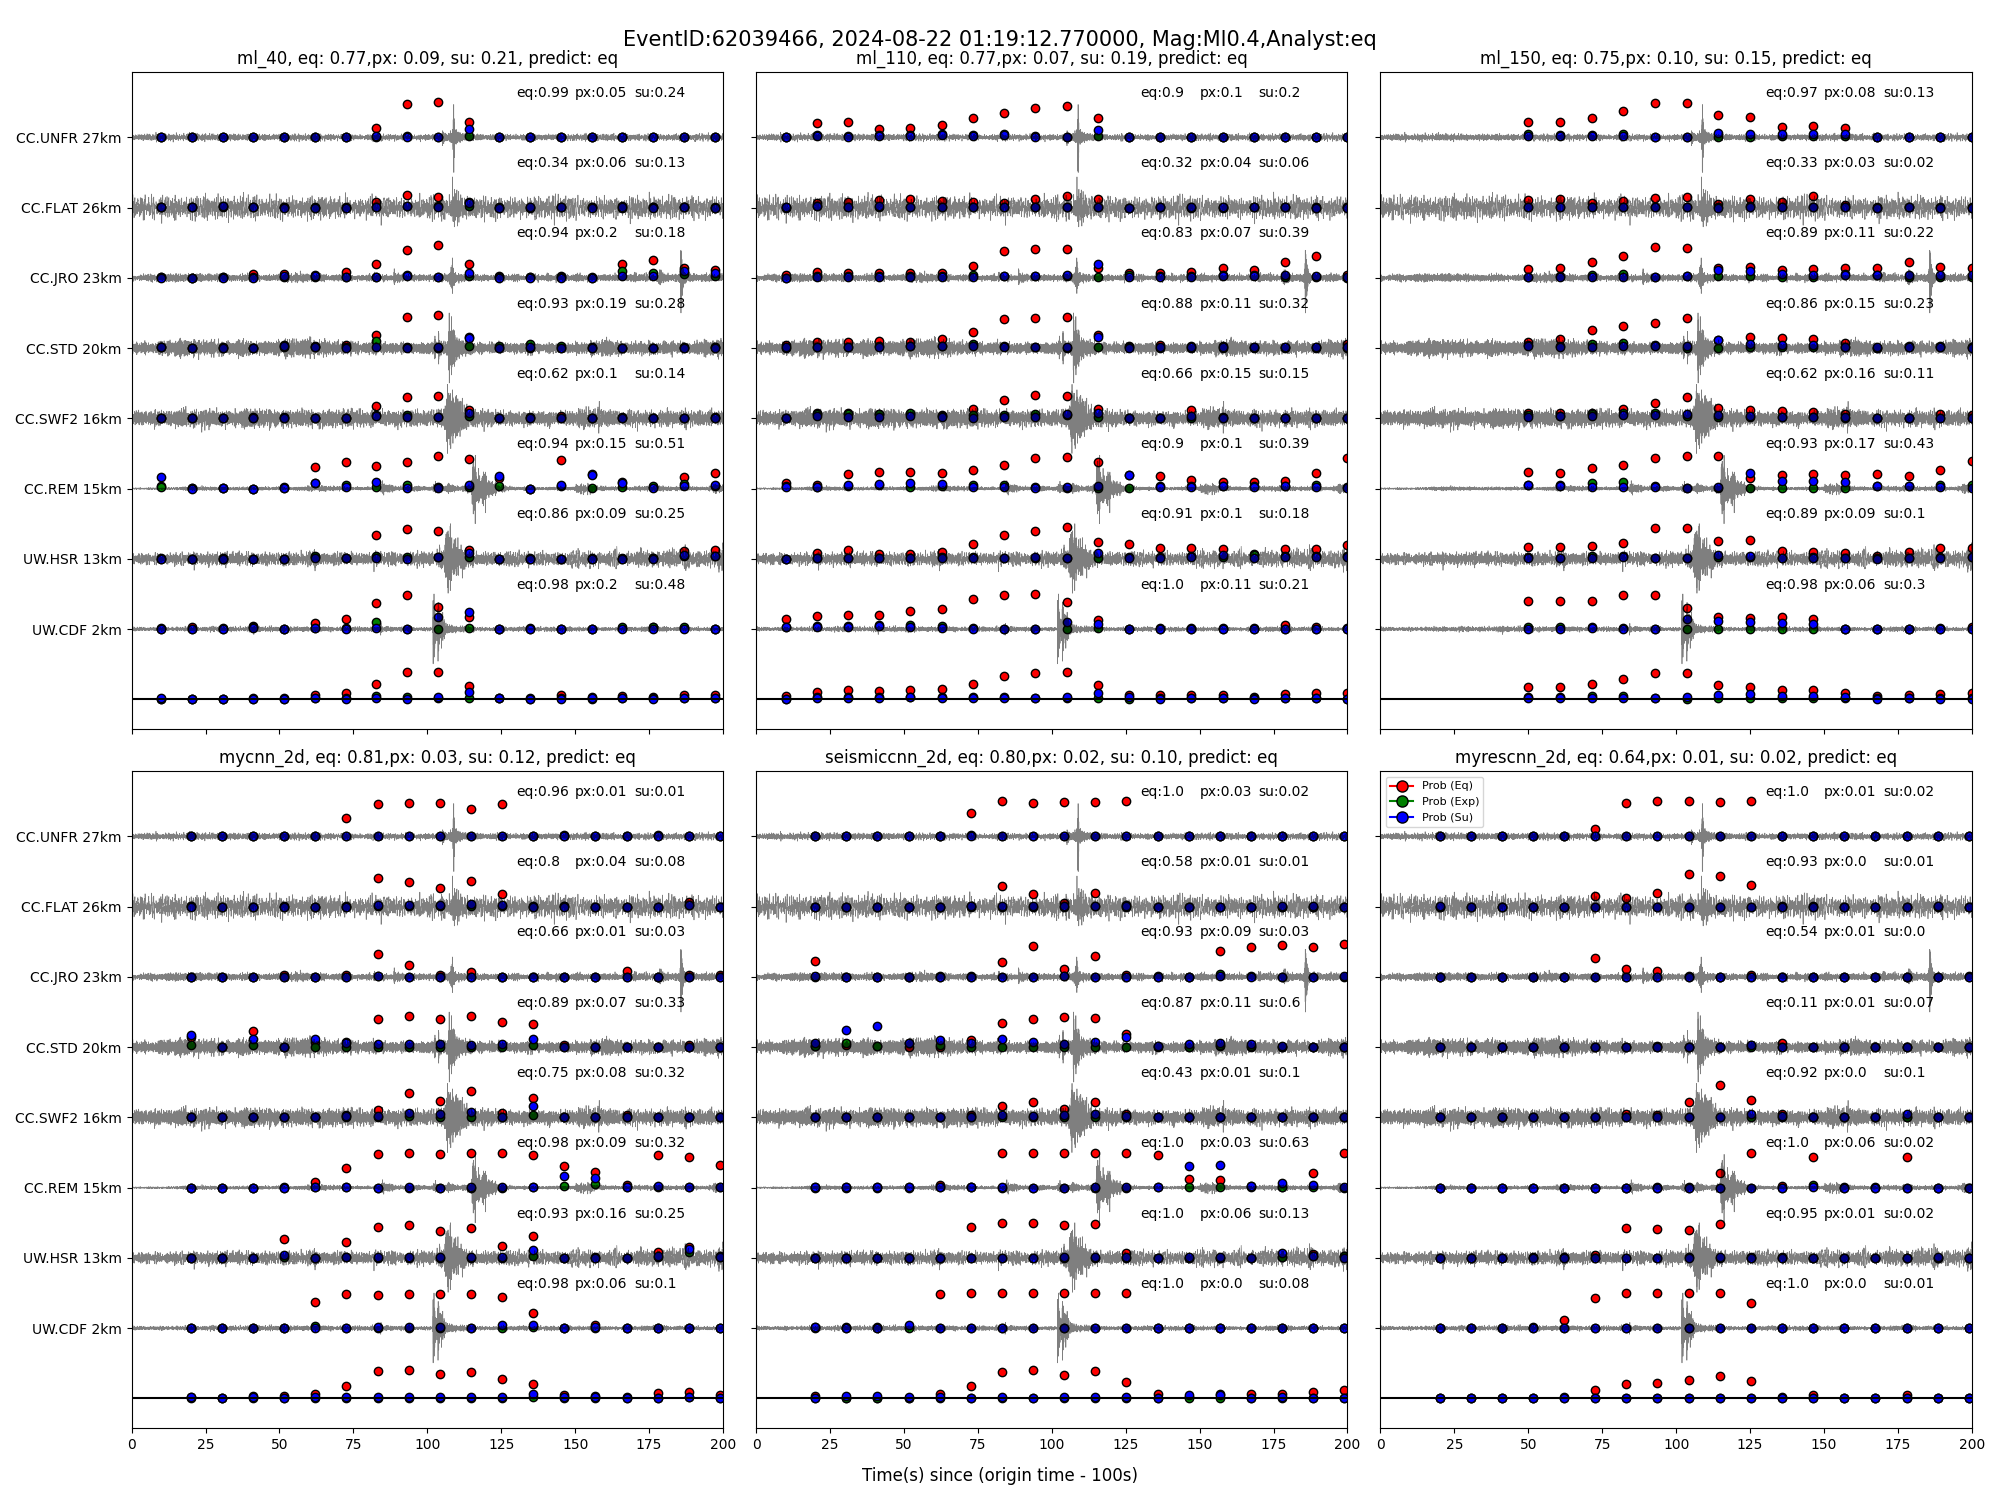 EventID:62039466, 2024-08-22 01:19:12.770000, Mag:Ml0.4,Analyst:eq
ml_40, eq: 0.77,px: 0.09, su: 0.21, predict: eq
CC.UNFR 27km
eq:0.99 px:0.05 su:0.24
CC.FLAT 26km
eq:0.34 px:0.06 su:0.13
CC.JRO 23km
eq:0.94 px:0.2 su:0.18
CC.STD 20km
eq:0.93 px:0.19 su:0.28
CC.SWF2 16km
eq:0.62 px:0.1 su:0.14
CC.REM 15km
eq:0.94 px:0.15 su:0.51
UW.HSR 13km
eq:0.86 px:0.09 su:0.25
UW.CDF 2km
eq:0.98 px:0.2 su:0.48
ml_110, eq: 0.77,px: 0.07, su: 0.19, predict: eq
eq:0.9 px:0.1 su:0.2
eq:0.32 px:0.04 su:0.06
eq:0.83 px:0.07 su:0.39
eq:0.88 px:0.11 su:0.32
eq:0.66 px:0.15 su:0.15
eq:0.9 px:0.1 su:0.39
eq:0.91 px:0.1 su:0.18
eq:1.0 px:0.11 su:0.21
ml_150, eq: 0.75,px: 0.10, su: 0.15, predict: eq
eq:0.97 px:0.08 su:0.13
eq:0.33 px:0.03 su:0.02
eq:0.89 px:0.11 su:0.22
eq:0.86 px:0.15 su:0.23
eq:0.62 px:0.16 su:0.11
eq:0.93 px:0.17 su:0.43
eq:0.89 px:0.09 su:0.1
eq:0.98 px:0.06 su:0.3
mycnn_2d, eq: 0.81,px: 0.03, su: 0.12, predict: eq
CC.UNFR 27km
eq:0.96 px:0.01 su:0.01
CC.FLAT 26km
eq:0.8 px:0.04 su:0.08
CC.JRO 23km
eq:0.66 px:0.01 su:0.03
CC.STD 20km
eq:0.89 px:0.07 su:0.33
CC.SWF2 16km
eq:0.75 px:0.08 su:0.32
CC.REM 15km
eq:0.98 px:0.09 su:0.32
UW.HSR 13km
eq:0.93 px:0.16 su:0.25
UW.CDF 2km
eq:0.98 px:0.06 su:0.1
0 25 50 75 100 125 150 175 200
seismiccnn_2d, eq: 0.80,px: 0.02, su: 0.10, predict: eq
eq:1.0 px:0.03 su:0.02
eq:0.58 px:0.01 su:0.01
eq:0.93 px:0.09 su:0.03
eq:0.87 px:0.11 su:0.6
eq:0.43 px:0.01 su:0.1
eq:1.0 px:0.03 su:0.63
eq:1.0 px:0.06 su:0.13
eq:1.0 px:0.0 su:0.08
0 25 50 75 100 125 150 175 200
myrescnn_2d, eq: 0.64,px: 0.01, su: 0.02, predict: eq
Prob (Eq)
Prob (Exp)
Prob (Su)
eq:1.0 px:0.01 su:0.02
eq:0.93 px:0.0 su:0.01
eq:0.54 px:0.01 su:0.0
eq:0.11 px:0.01 su:0.07
eq:0.92 px:0.0 su:0.1
eq:1.0 px:0.06 su:0.02
eq:0.95 px:0.01 su:0.02
eq:1.0 px:0.0 su:0.01
0 25 50 75 100 125 150 175 200
Time(s) since (origin time - 100s)